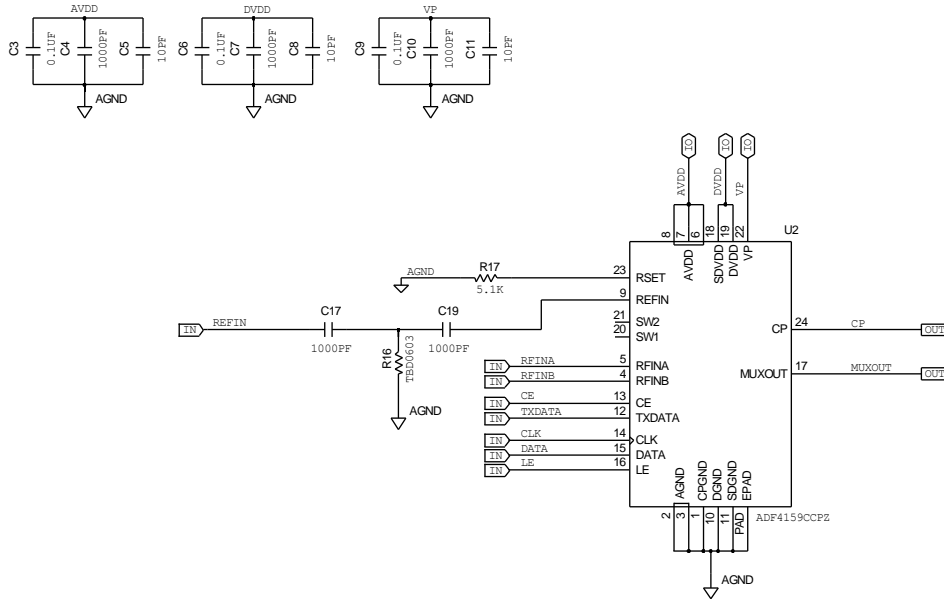 AVDD
C3
0.1UF
C4
1000PF
C5
10PF
AGND
DVDD
C6
0.1UF
C7
1000PF
C8
10PF
AGND
VP
C9
0.1UF
C10
1000PF
C11
10PF
AGND
IO
IO
IO
AVDD
DVDD
VP
8
7
6
18
19
22
U2
AVDD
SDVDD
DVDD
VP
AGND
R17
5.1K
23
RSET
9
REFIN
IN
REFIN
C17
1000PF
C19
1000PF
R16
TBD0603
AGND
21
SW2
20
SW1
CP
24
CP
OUT
IN
RFINA
5
RFINA
IN
RFINB
4
RFINB
MUXOUT
17
MUXOUT
OUT
IN
CE
13
CE
IN
TXDATA
12
TXDATA
IN
CLK
14
CLK
IN
DATA
15
DATA
IN
LE
16
LE
AGND
CPGND
DGND
SDGND
EPAD
2
3
1
10
11
PAD
ADF4159CCPZ
AGND